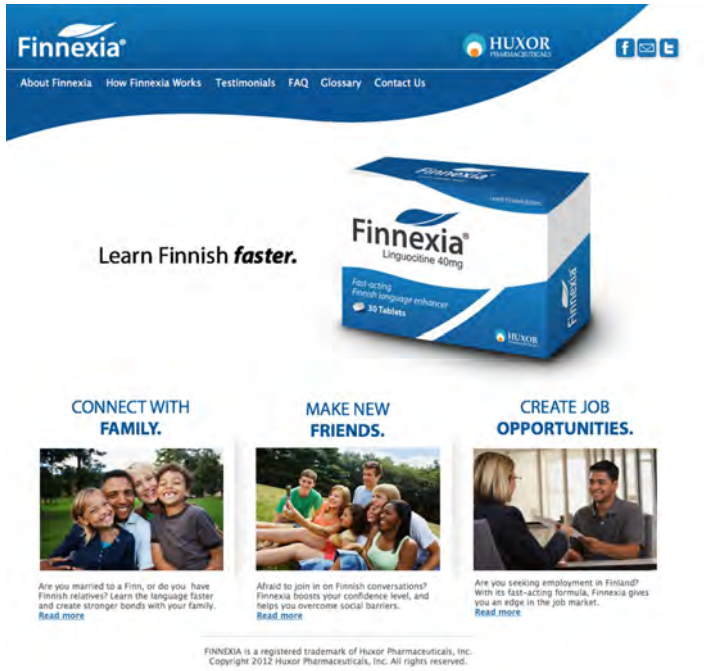 Finnexia®
HUXOR
PHARMACEUTICALS
About Finnexia How Finnexia Works Testimonials FAQ Glossary Contact Us
Learn Finnish faster.
Finnexia®
Finnexia®
Linguocitine 40mg
Fast-acting
Finnish language enhancer
30 Tablets
Finnexia®
HUXOR
CONNECT WITH
FAMILY.
Are you married to a Finn, or do you have
Finnish relatives? Learn the language faster
and create stronger bonds with your family.
Read more
MAKE NEW
FRIENDS.
Afraid to join in on Finnish conversations?
Finnexia boosts your confidence level, and
helps you overcome social barriers.
Read more
CREATE JOB
OPPORTUNITIES.
Are you seeking employment in Finland?
With its fast-acting formula, Finnexia gives
you an edge in the job market.
Read more
FINNEXIA is a registered trademark of Huxor Pharmaceuticals, Inc.
Copyright 2012 Huxor Pharmaceuticals, Inc. All rights reserved.